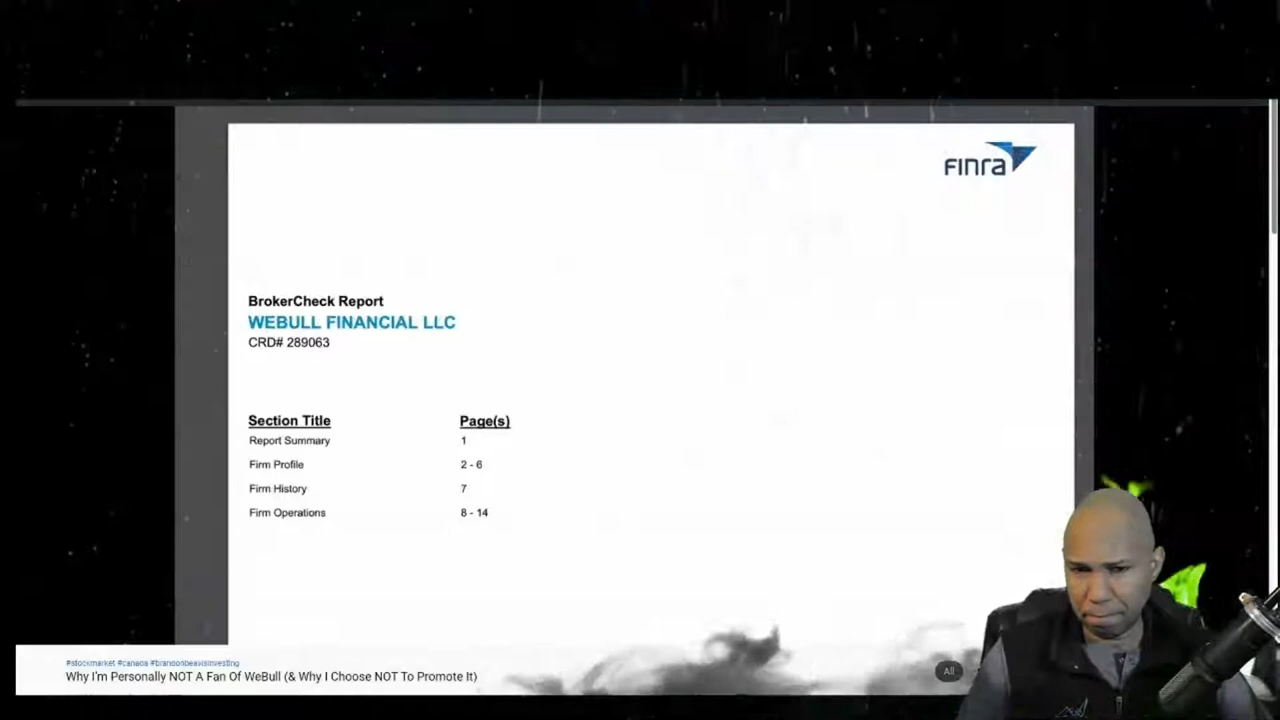 finra
BrokerCheck Report
WEBULL FINANCIAL LLC
CRD# 289063
Section Title Page(s)
Report Summary 1
Firm Profile 2 - 6
Firm History 7
Firm Operations 8 - 14
#stockmarket #canada #brandonbeavisinvesting
Why I'm Personally NOT A Fan Of WeBull (& Why I Choose NOT To Promote It)
All